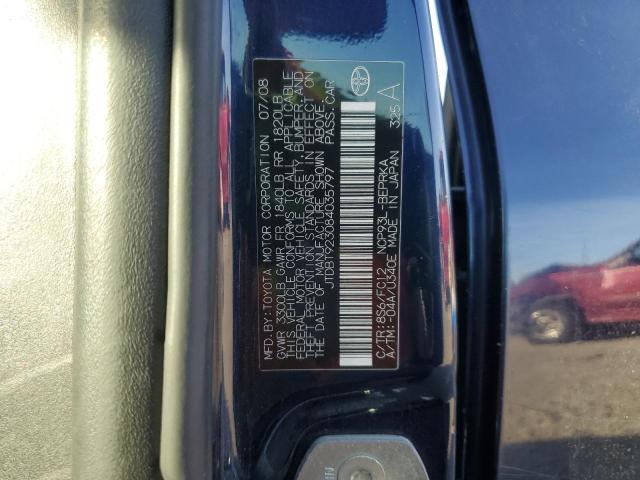 MFD.BY:TOYOTA MOTOR CORPORATION 07/08
GVWR 3300LB GAWR FR 1840LB RR 1820LB
THIS VEHICLE CONFORMS TO ALL APPLICABLE
FEDERAL MOTOR VEHICLE SAFETY, BUMPER, AND
THEFT PREVENTION STANDARDS IN EFFECT ON
THE DATE OF MANUFACTURE SHOWN ABOVE.
JTDBT923084035797 PASS.CAR
C/TR:8S6/FC12 NCP93L-BEPRKA
A/TM:-04A/U340E MADE IN JAPAN 325 A